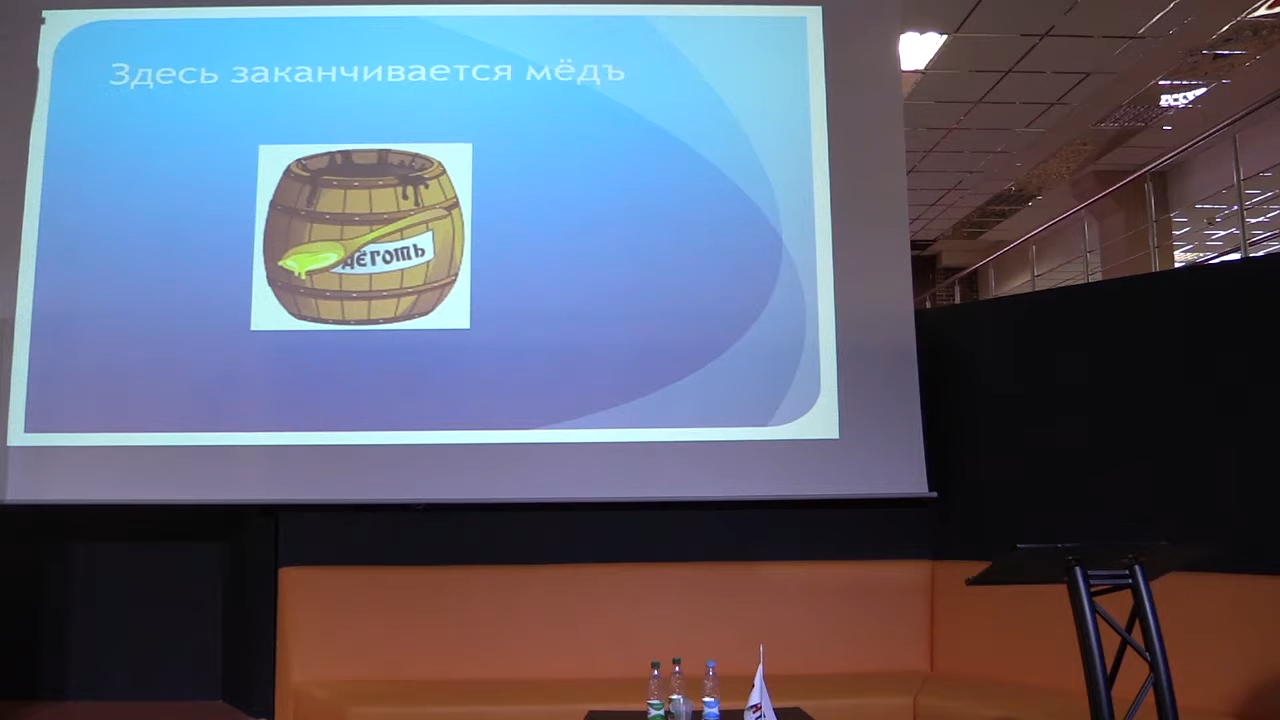 Здесь заканчивается мёдъ
дёготь